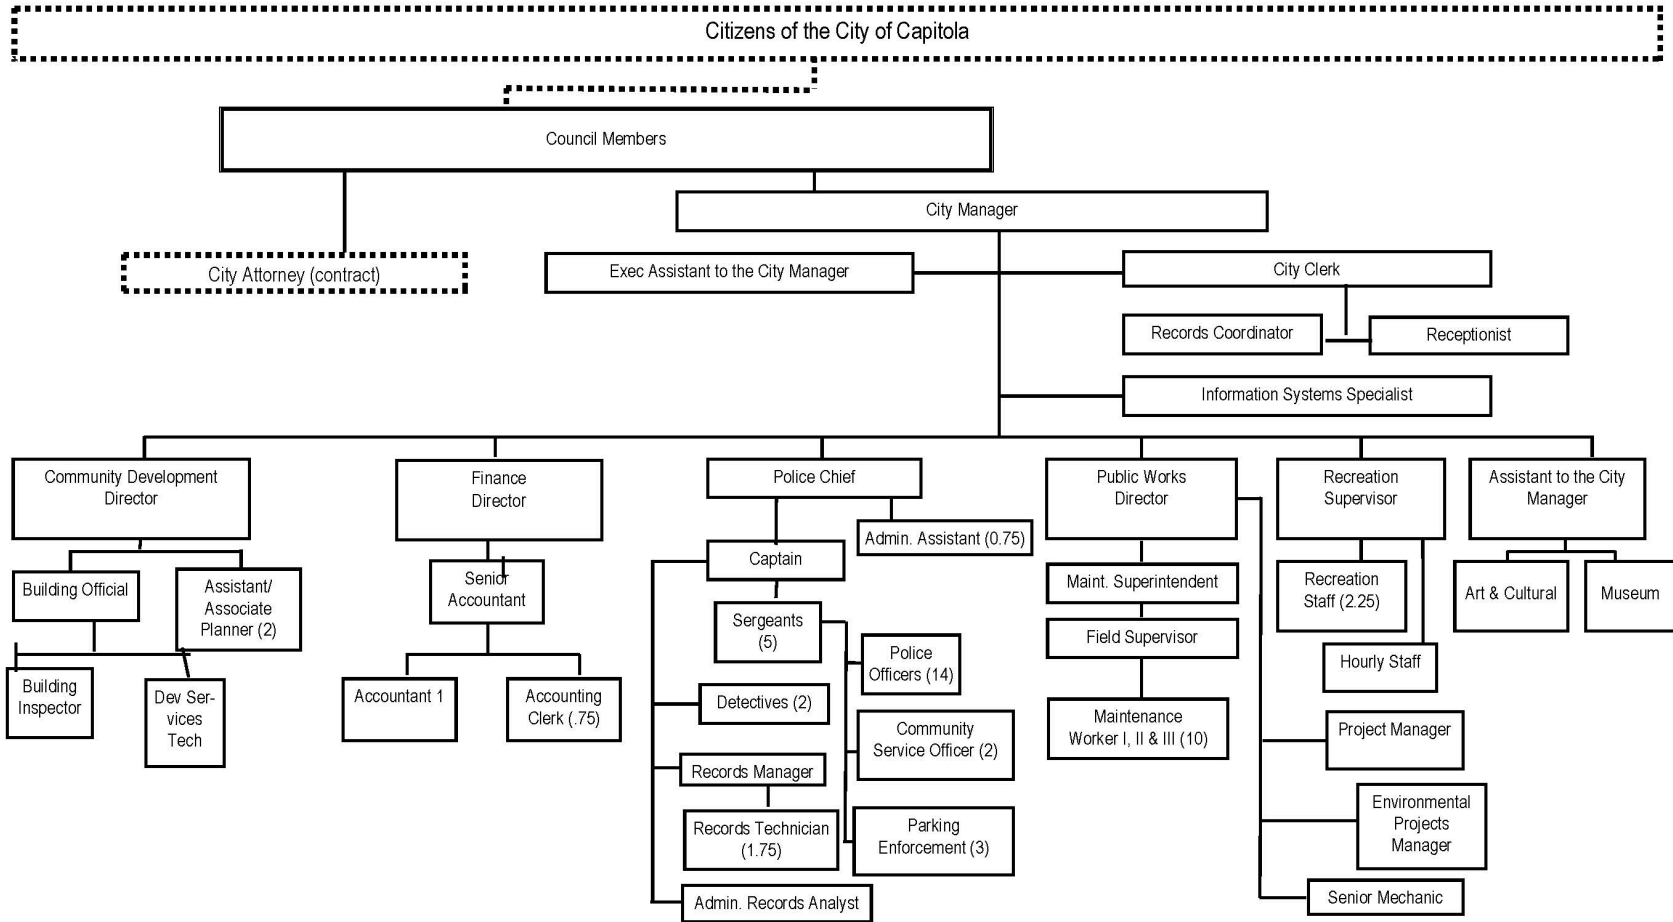 Citizens of the City of Capitola
Council Members
City Manager
City Attorney (contract)
Exec Assistant to the City Manager
City Clerk
Records Coordinator
Receptionist
Information Systems Specialist
Community Development
Director
Building Official
Assistant/
Associate
Planner (2)
Building
Inspector
Dev Ser-
vices
Tech
Finance
Director
Senior
Accountant
Accountant 1
Accounting
Clerk (.75)
Police Chief
Admin. Assistant (0.75)
Captain
Sergeants
(5)
Police
Officers (14)
Detectives (2)
Community
Service Officer (2)
Records Manager
Records Technician
(1.75)
Parking
Enforcement (3)
Admin. Records Analyst
Public Works
Director
Maint. Superintendent
Field Supervisor
Maintenance
Worker I, II & III (10)
Project Manager
Environmental
Projects
Manager
Senior Mechanic
Recreation
Supervisor
Recreation
Staff (2.25)
Hourly Staff
Assistant to the City
Manager
Art & Cultural
Museum